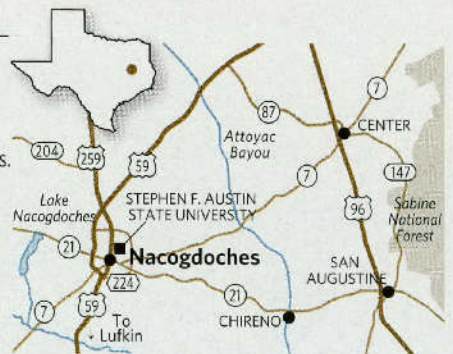 7
87
CENTER
Attoyac
Bayou
204
s.
259
59
7
147
Lake
Nacogdoches
STEPHEN F. AUSTIN
STATE UNIVERSITY
96
Sabine
National
Forest
21
Nacogdoches
SAN
AUGUSTINE
224
21
7
59
To
Lufkin
CHIRENO